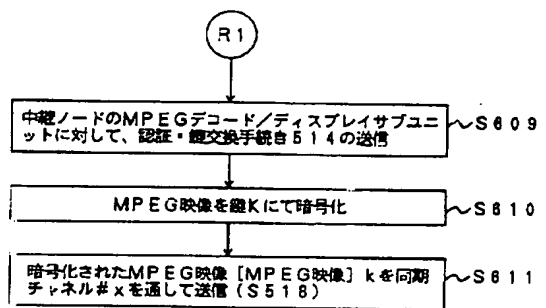 R1
中継ノードのMPEGデコード/ディスプレイサブユニ
ットに対して、認証・鍵交換手続き514の送信
~S609
MPEG映像を鍵Kにて暗号化
~S610
暗号化されたMPEG映像[MPEG映像]kを同期
チャネル#xを通して送信(S518)
~S611